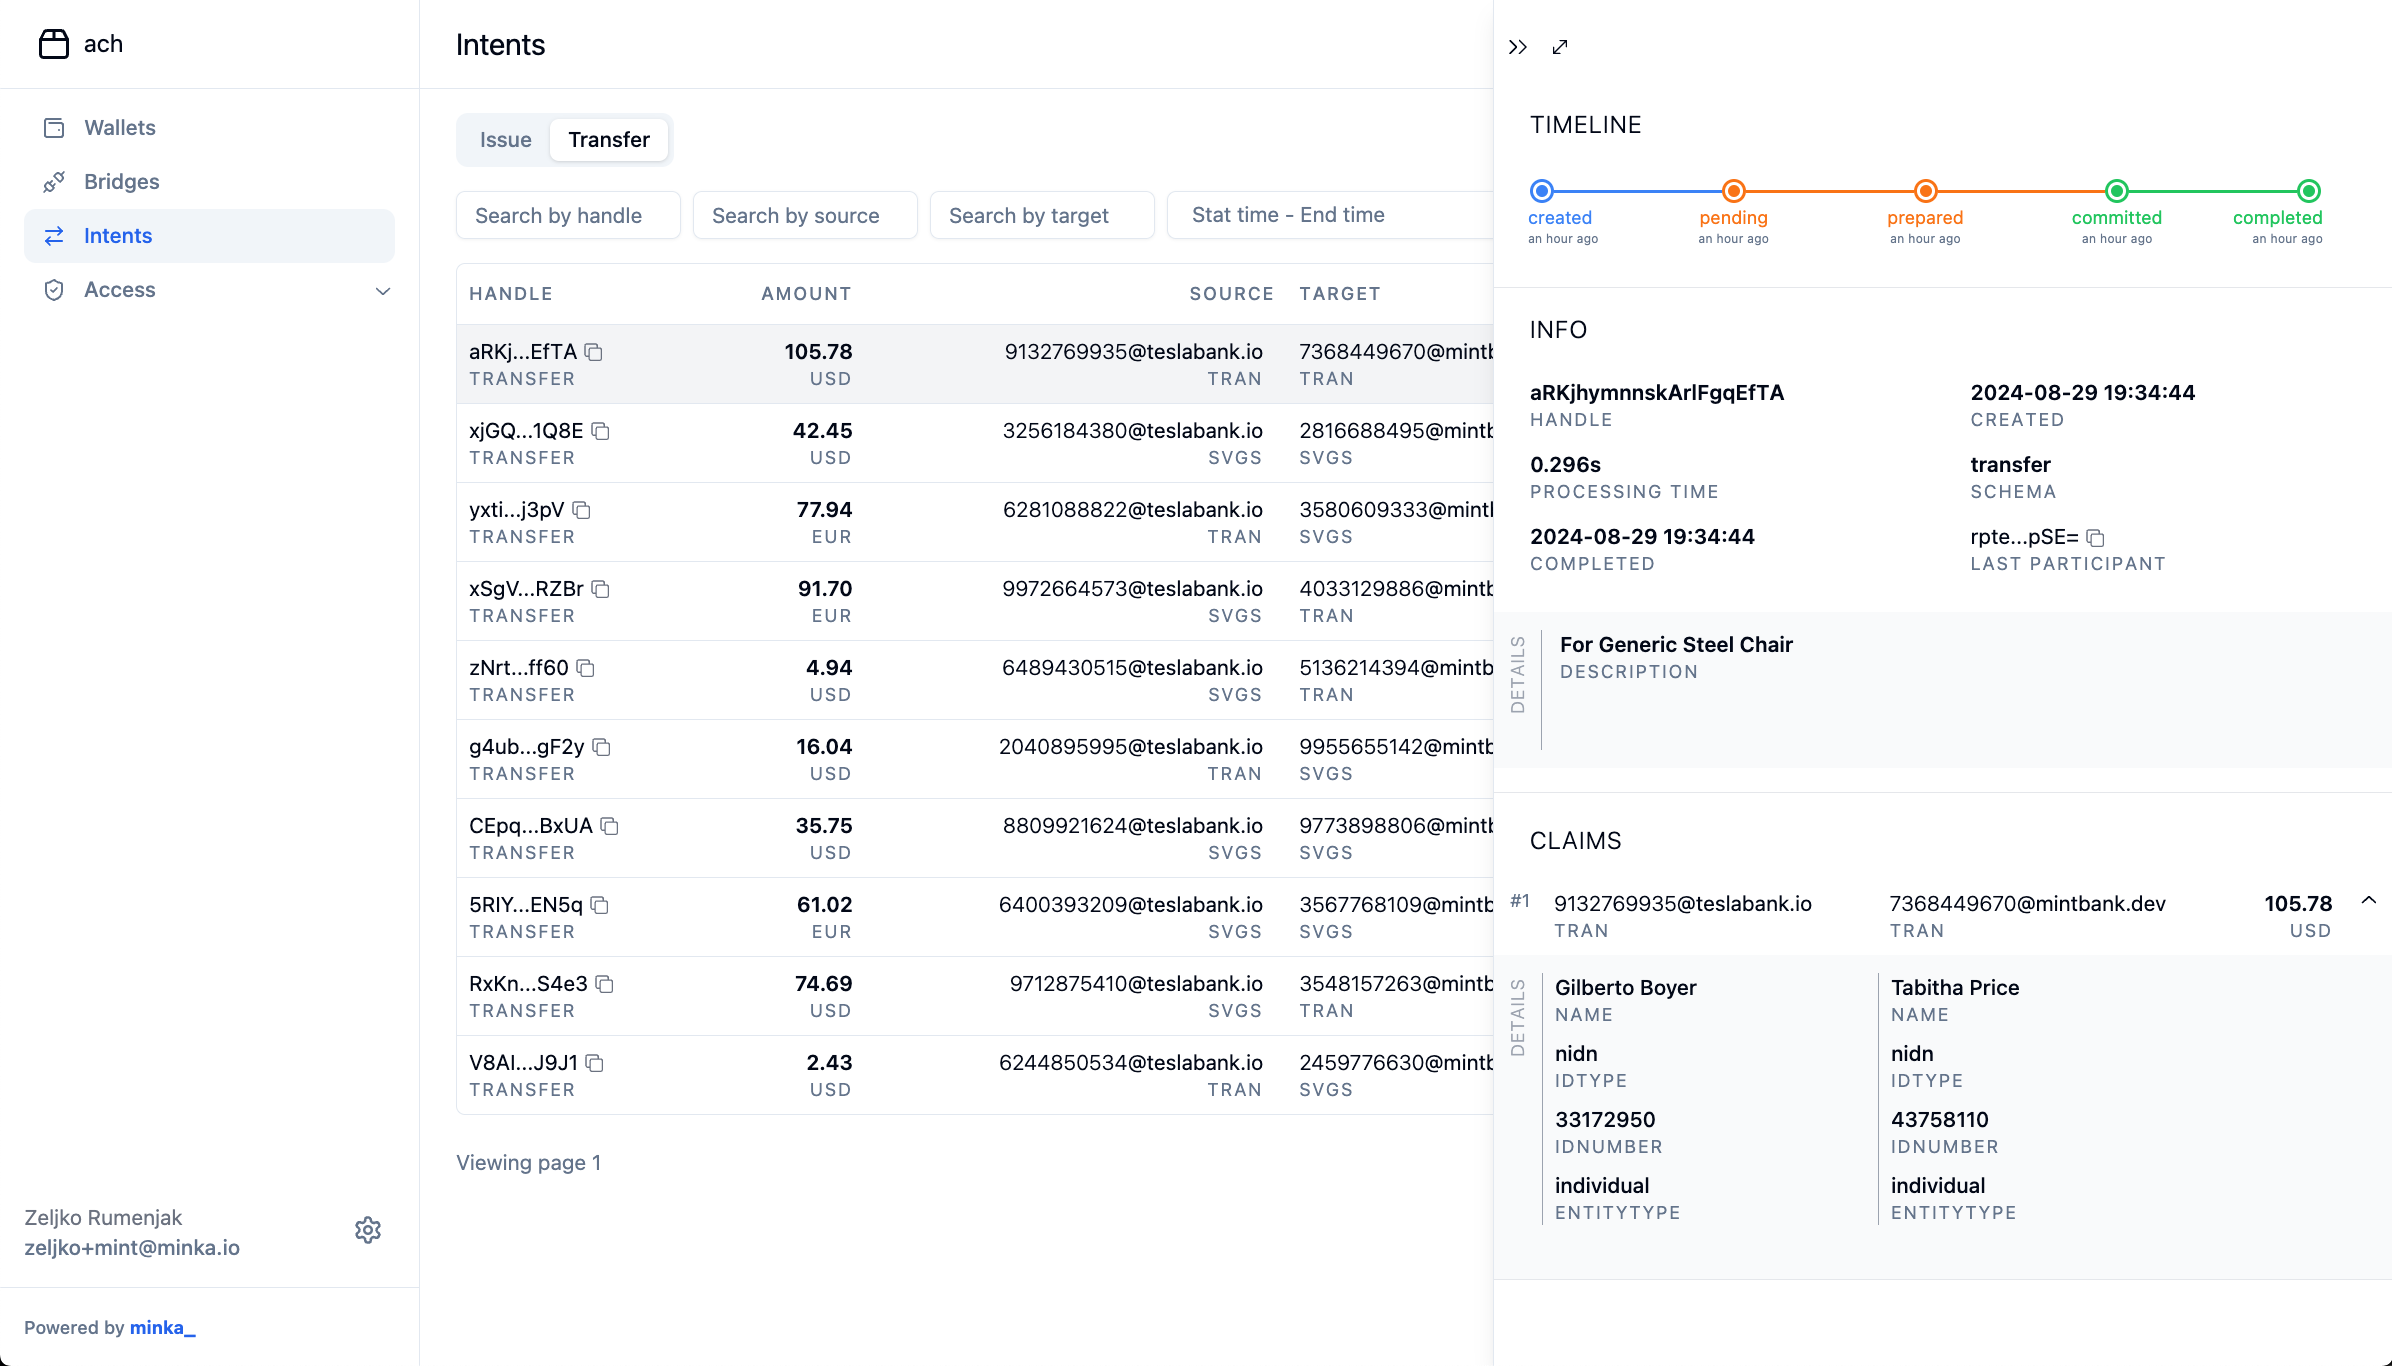 ach
Wallets
Bridges
Intents
Access
Zeljko Rumenjak
zeljko+mint@minka.io
Powered by minka_
Intents
Issue Transfer
Search by handle Search by source Search by target Stat time - End time
HANDLE AMOUNT SOURCE TARGET
aRKj...EfTA 105.78 9132769935@teslabank.io 7368449670@mintb
TRANSFER USD TRAN TRAN
xjGQ...1Q8E 42.45 3256184380@teslabank.io 2816688495@mintb
TRANSFER USD SVGS SVGS
yxti...j3pV 77.94 6281088822@teslabank.io 3580609333@mintb
TRANSFER EUR TRAN SVGS
xSgV...RZBr 91.70 9972664573@teslabank.io 4033129886@mintb
TRANSFER EUR SVGS TRAN
zNrt...ff60 4.94 6489430515@teslabank.io 5136214394@mintb
TRANSFER USD SVGS TRAN
g4ub...gF2y 16.04 2040895995@teslabank.io 9955655142@mintb
TRANSFER USD TRAN SVGS
CEpq...BxUA 35.75 8809921624@teslabank.io 9773898806@mintb
TRANSFER USD SVGS SVGS
5RIY...EN5q 61.02 6400393209@teslabank.io 3567768109@mintb
TRANSFER EUR SVGS SVGS
RxKn...S4e3 74.69 9712875410@teslabank.io 3548157263@mintb
TRANSFER USD SVGS TRAN
V8AI...J9J1 2.43 6244850534@teslabank.io 2459776630@mintb
TRANSFER USD TRAN SVGS
Viewing page 1
TIMELINE
created pending prepared committed completed
an hour ago an hour ago an hour ago an hour ago an hour ago
INFO
aRKjhymnnskArlFgqEfTA 2024-08-29 19:34:44
HANDLE CREATED
0.296s transfer
PROCESSING TIME SCHEMA
2024-08-29 19:34:44 rpte...pSE=
COMPLETED LAST PARTICIPANT
DETAILS
For Generic Steel Chair
DESCRIPTION
CLAIMS
#1 9132769935@teslabank.io 7368449670@mintbank.dev 105.78
TRAN TRAN USD
DETAILS
Gilberto Boyer Tabitha Price
NAME NAME
nidn nidn
IDTYPE IDTYPE
33172950 43758110
IDNUMBER IDNUMBER
individual individual
ENTITYTYPE ENTITYTYPE